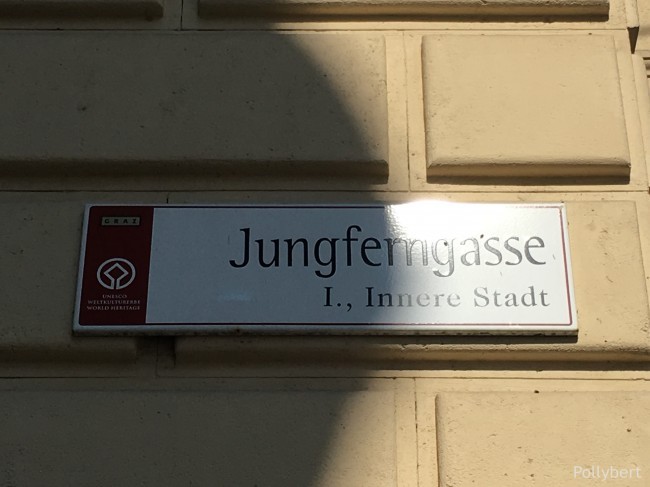 GRAZ
UNESCO
WELTKULTURERBE
WORLD HERITAGE
Jungferngasse
I., Innere Stadt
Pollybert